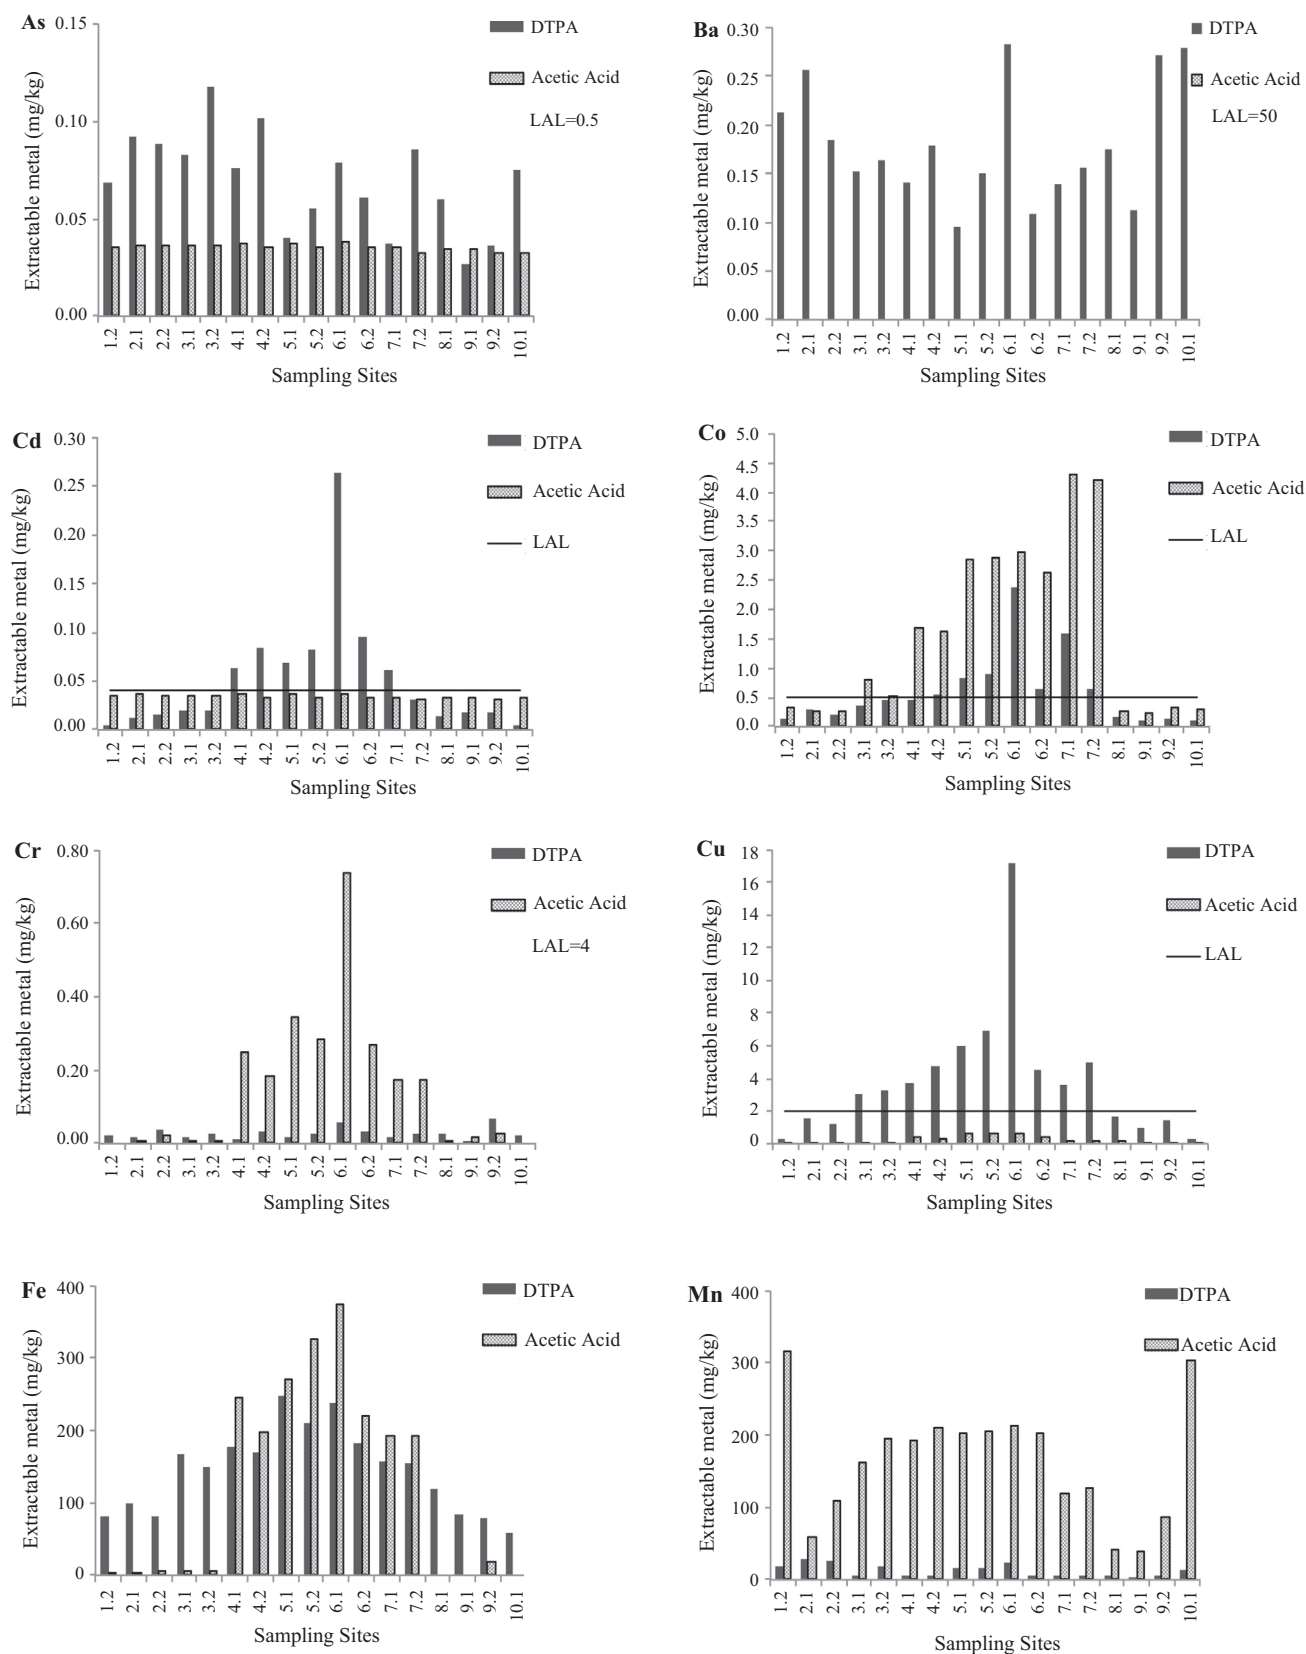 As
0.15
0.10
0.05
0.00
Extractable metal (mg/kg)
1.2 2.1 2.2 3.1 3.2 4.1 4.2 5.1 5.2 6.1 6.2 7.1 7.2 8.1 9.1 9.2 10.1
Sampling Sites
DTPA
Acetic Acid
LAL=0.5
Ba
0.30
0.25
0.20
0.15
0.10
0.05
0.00
Extractable metal (mg/kg)
1.2 2.1 2.2 3.1 3.2 4.1 4.2 5.1 5.2 6.1 6.2 7.1 7.2 8.1 9.1 9.2 10.1
Sampling Sites
DTPA
Acetic Acid
LAL=50
Cd
0.30
0.25
0.20
0.15
0.10
0.05
0.00
Extractable metal (mg/kg)
1.2 2.1 2.2 3.1 3.2 4.1 4.2 5.1 5.2 6.1 6.2 7.1 7.2 8.1 9.1 9.2 10.1
Sampling Sites
DTPA
Acetic Acid
LAL
Co
5.0
4.5
4.0
3.5
3.0
2.5
2.0
1.5
1.0
0.5
0.0
Extractable metal (mg/kg)
1.2 2.1 2.2 3.1 3.2 4.1 4.2 5.1 5.2 6.1 6.2 7.1 7.2 8.1 9.1 9.2 10.1
Sampling Sites
DTPA
Acetic Acid
LAL
Cr
0.80
0.60
0.40
0.20
0.00
Extractable metal (mg/kg)
1.2 2.1 2.2 3.1 3.2 4.1 4.2 5.1 5.2 6.1 6.2 7.1 7.2 8.1 9.1 9.2 10.1
Sampling Sites
DTPA
Acetic Acid
LAL=4
Cu
18
16
14
12
10
8
6
4
2
0
Extractable metal (mg/kg)
1.2 2.1 2.2 3.1 3.2 4.1 4.2 5.1 5.2 6.1 6.2 7.1 7.2 8.1 9.1 9.2 10.1
Sampling Sites
DTPA
Acetic Acid
LAL
Fe
400
300
200
100
0
Extractable metal (mg/kg)
1.2 2.1 2.2 3.1 3.2 4.1 4.2 5.1 5.2 6.1 6.2 7.1 7.2 8.1 9.1 9.2 10.1
Sampling Sites
DTPA
Acetic Acid
Mn
400
300
200
100
0
Extractable metal (mg/kg)
1.2 2.1 2.2 3.1 3.2 4.1 4.2 5.1 5.2 6.1 6.2 7.1 7.2 8.1 9.1 9.2 10.1
Sampling Sites
DTPA
Acetic Acid